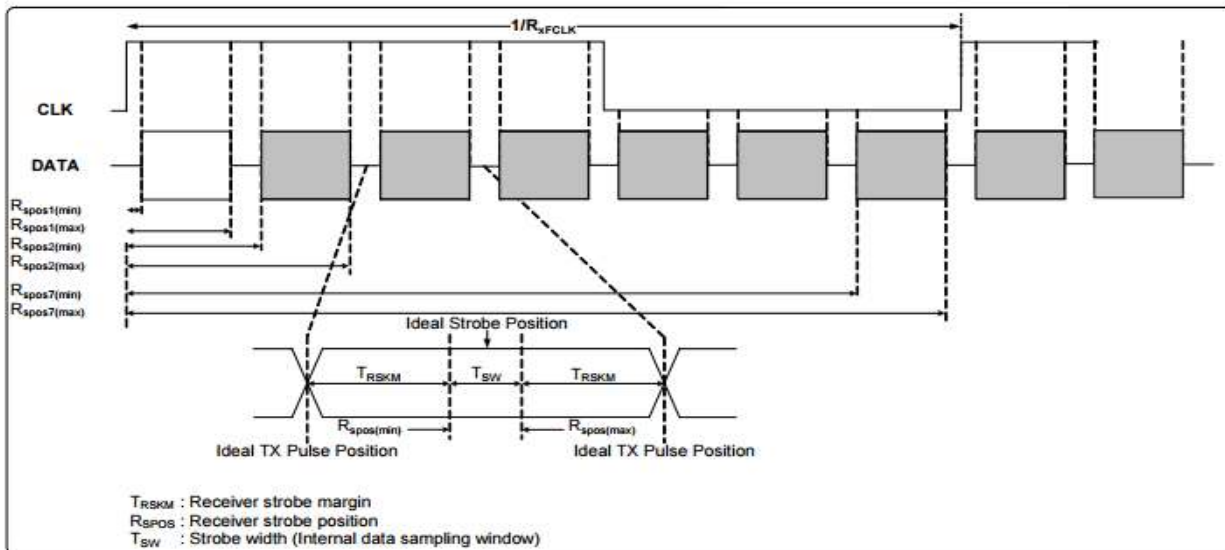 1/RxFCLK
CLK
DATA
Rspos1(min)
Rspos1(max)
Rspos2(min)
Rspos2(max)
Rspos7(min)
Rspos7(max)
Ideal Strobe Position
TRSKM TSW TRSKM
Rspos(min) Rspos(max)
Ideal TX Pulse Position Ideal TX Pulse Position
TRSKM : Receiver strobe margin
RSPOS : Receiver strobe position
TSW : Strobe width (Internal data sampling window)